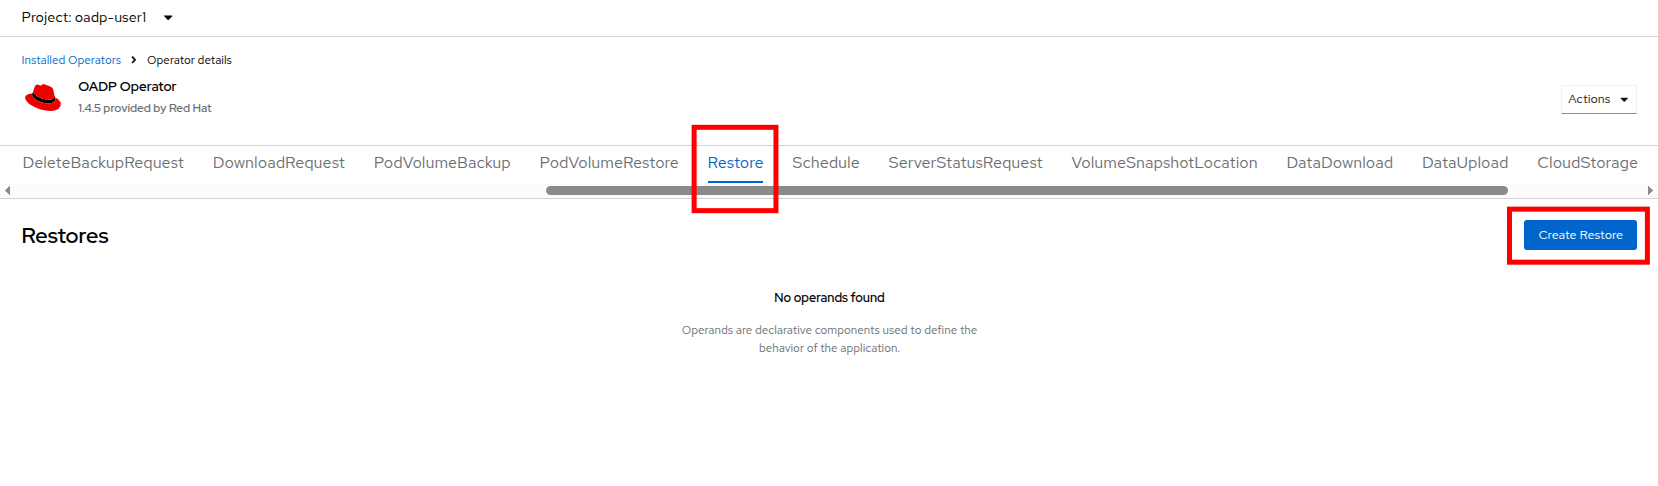 Project: oadp-user1
Installed Operators > Operator details
OADP Operator
1.4.5 provided by Red Hat
Actions
DeleteBackupRequest DownloadRequest PodVolumeBackup PodVolumeRestore Restore Schedule ServerStatusRequest VolumeSnapshotLocation DataDownload DataUpload CloudStorage
Restores
Create Restore
No operands found
Operands are declarative components used to define the
behavior of the application.